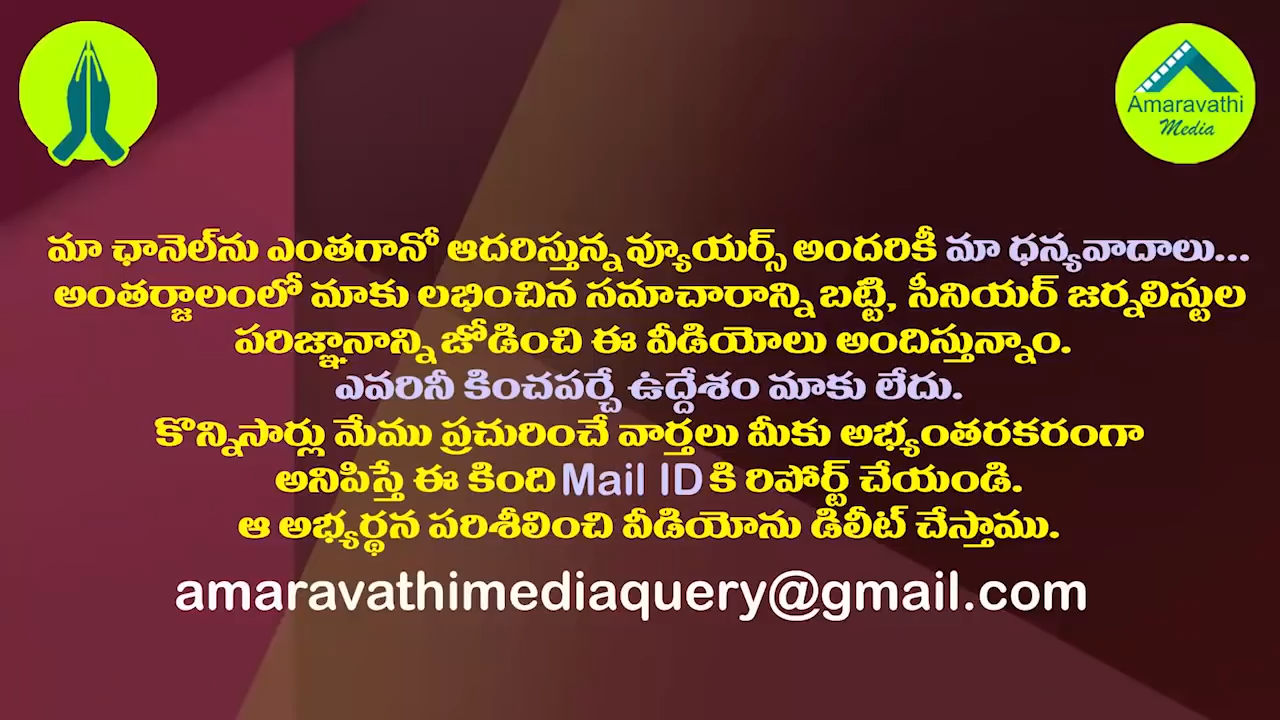 Amaravathi
Media
మా ఛానెల్‌ను ఎంతగానో ఆదరిస్తున్న వ్యూయర్స్ అందరికీ మా ధన్యవాదాలు...
అంతర్జాలంలో మాకు లభించిన సమాచారాన్ని బట్టి, సీనియర్ జర్నలిస్టుల
పరిజ్ఞానాన్ని జోడించి ఈ వీడియోలు అందిస్తున్నాం.
ఎవరినీ కించపర్చే ఉద్దేశం మాకు లేదు.
కొన్నిసార్లు మేము ప్రచురించే వార్తలు మీకు అభ్యంతరకరంగా
అనిపిస్తే ఈ కింది Mail ID కి రిపోర్ట్ చేయండి.
ఆ అభ్యర్థన పరిశీలించి వీడియోను డిలీట్ చేస్తాము.
amaravathimediaquery@gmail.com